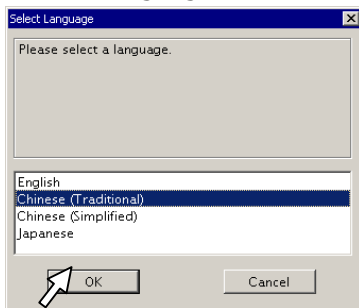 Select Language
Please select a language.
English
Chinese (Traditional)
Chinese (Simplified)
Japanese
OK
Cancel